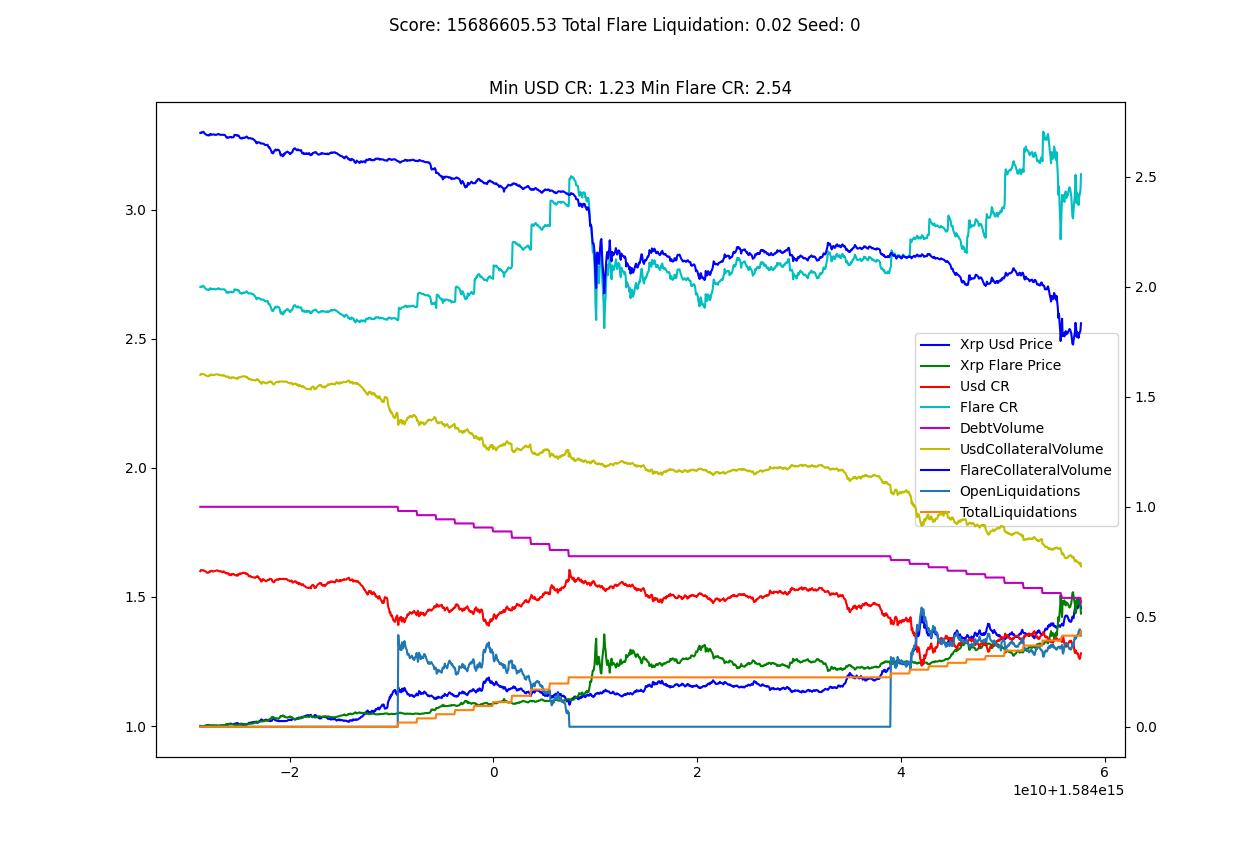 Score: 15686605.53 Total Flare Liquidation: 0.02 Seed: 0
Min USD CR: 1.23 Min Flare CR: 2.54
3.0
2.5
2.0
1.5
1.0
2.5
2.0
1.5
1.0
0.5
0.0
Xrp Usd Price
Xrp Flare Price
Usd CR
Flare CR
DebtVolume
UsdCollateralVolume
FlareCollateralVolume
OpenLiquidations
TotalLiquidations
−2
0
2
4
6
1e10+1.584e15